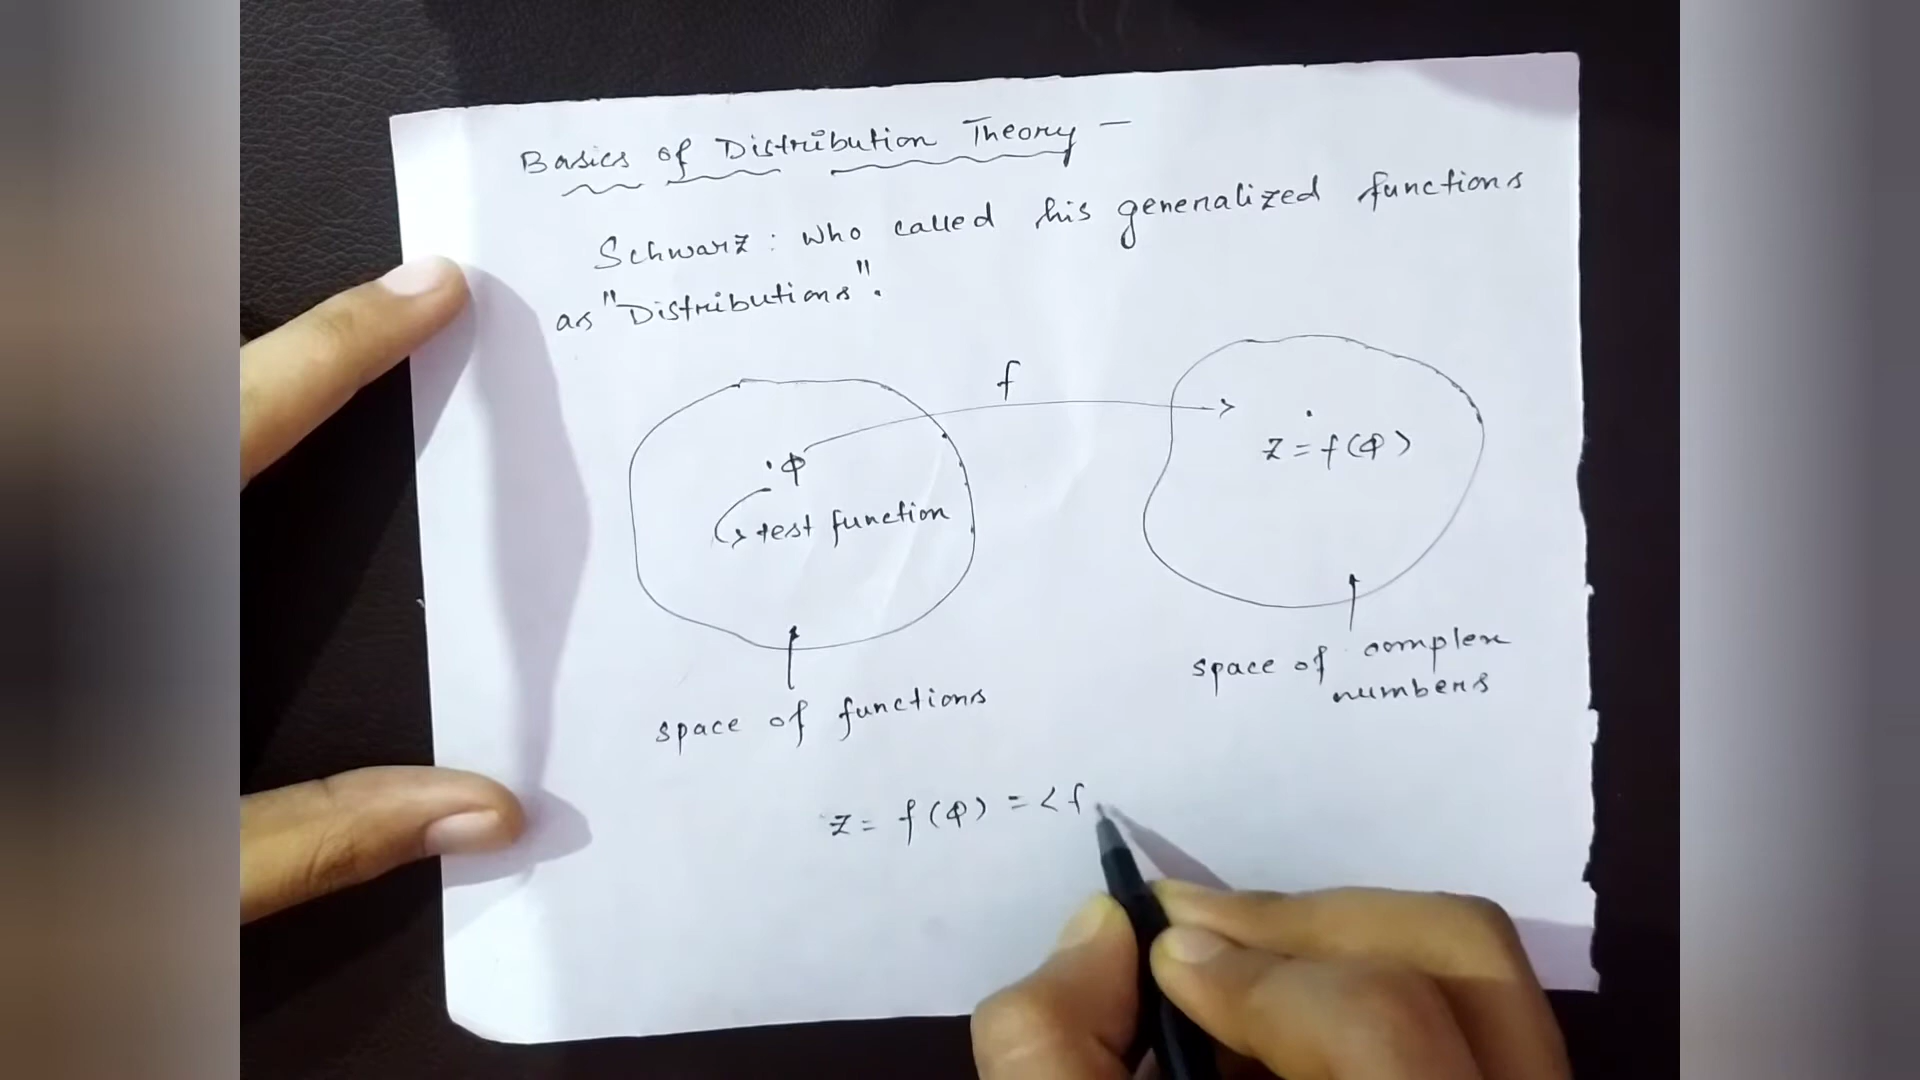 Basics of Distribution Theory —
Schwarz : Who called his generalized functions
as "Distributions".
f
ϕ
z = f(ϕ)
test function
space of functions
space of complex
numbers
z = f(ϕ) = < f